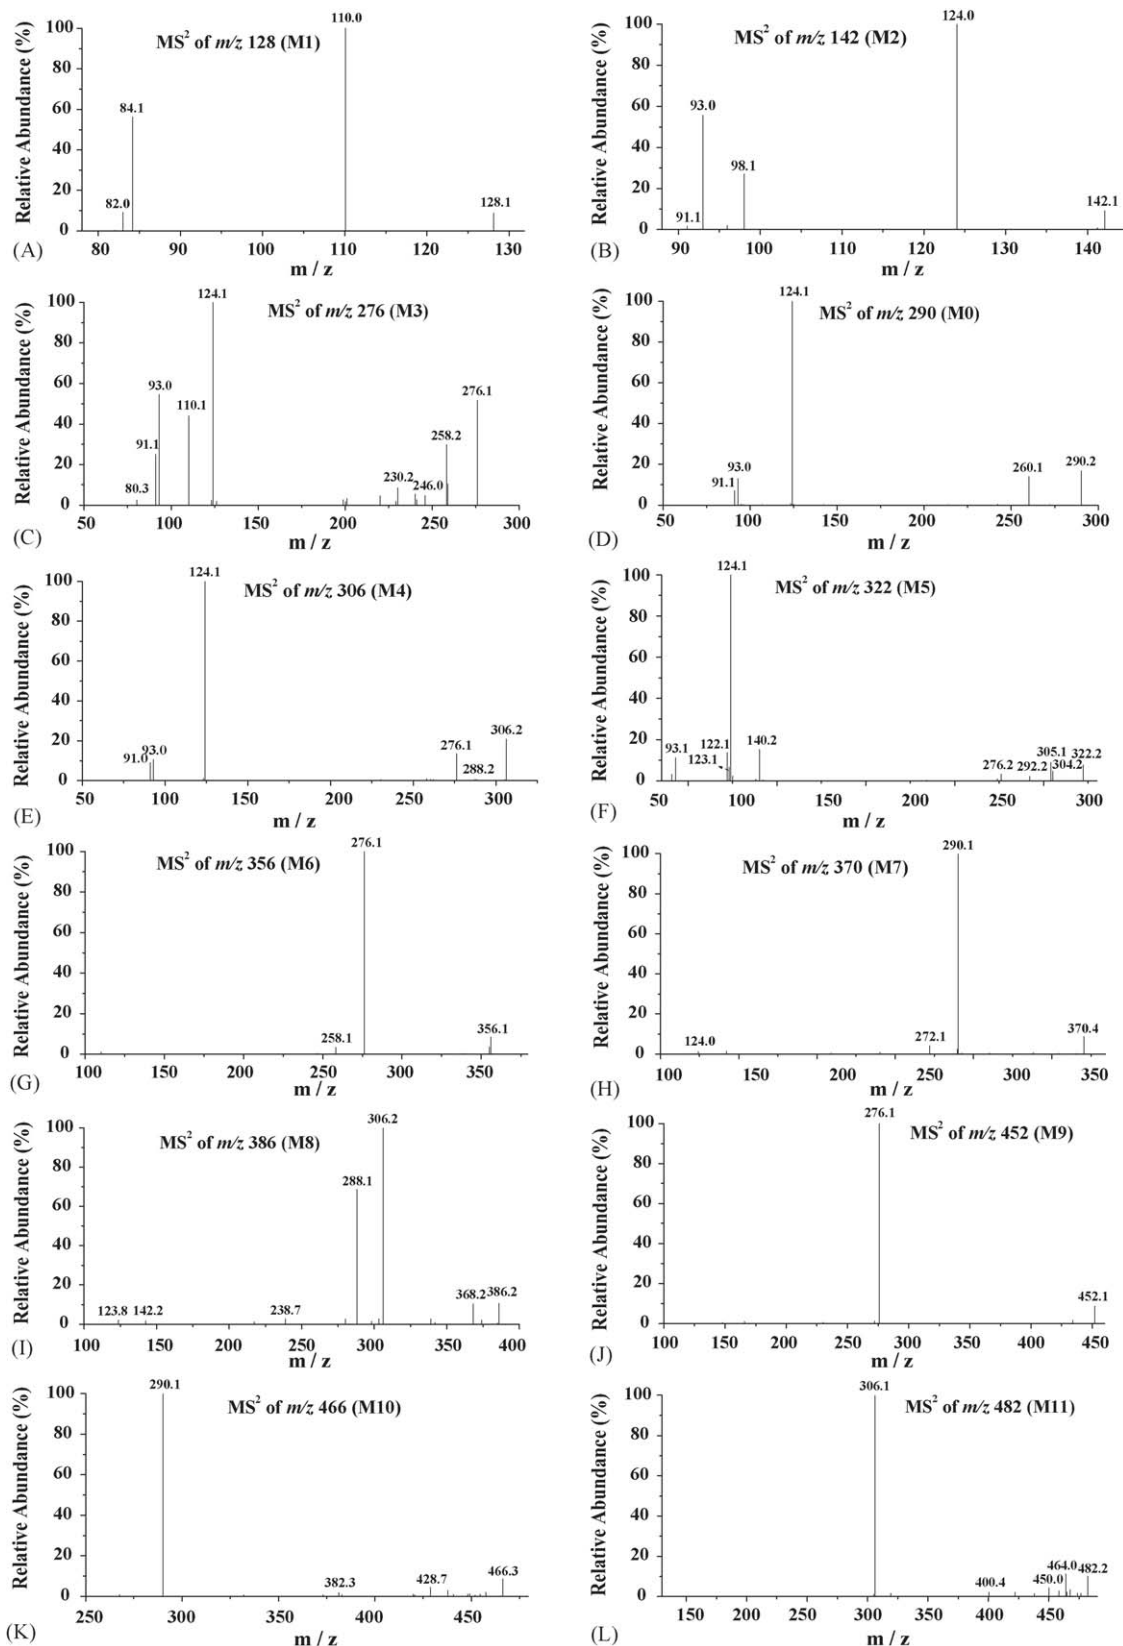 MS² of m/z 128 (M1)
Relative Abundance (%)
100
80
60
40
20
0
82.0
84.1
110.0
128.1
80 90 100 110 120 130
m / z
(A)
MS² of m/z 142 (M2)
Relative Abundance (%)
100
80
60
40
20
0
91.1
93.0
98.1
124.0
142.1
90 100 110 120 130 140
m / z
(B)
MS² of m/z 276 (M3)
Relative Abundance (%)
100
80
60
40
20
0
80.3
91.1
93.0
110.1
124.1
230.2
246.0
258.2
276.1
50 100 150 200 250 300
m / z
(C)
MS² of m/z 290 (M0)
Relative Abundance (%)
100
80
60
40
20
0
91.1
93.0
124.1
260.1
290.2
50 100 150 200 250 300
m / z
(D)
MS² of m/z 306 (M4)
Relative Abundance (%)
100
80
60
40
20
0
91.0
93.0
124.1
276.1
288.2
306.2
50 100 150 200 250 300
m / z
(E)
MS² of m/z 322 (M5)
Relative Abundance (%)
100
80
60
40
20
0
93.1
122.1
123.1
124.1
140.2
276.2
292.2
305.1
304.2
322.2
50 100 150 200 250 300
m / z
(F)
MS² of m/z 356 (M6)
Relative Abundance (%)
100
80
60
40
20
0
258.1
276.1
356.1
100 150 200 250 300 350
m / z
(G)
MS² of m/z 370 (M7)
Relative Abundance (%)
100
80
60
40
20
0
124.0
272.1
290.1
370.4
100 150 200 250 300 350
m / z
(H)
MS² of m/z 386 (M8)
Relative Abundance (%)
100
80
60
40
20
0
123.8
142.2
238.7
288.1
306.2
368.2
386.2
100 150 200 250 300 350 400
m / z
(I)
MS² of m/z 452 (M9)
Relative Abundance (%)
100
80
60
40
20
0
276.1
452.1
100 150 200 250 300 350 400 450
m / z
(J)
MS² of m/z 466 (M10)
Relative Abundance (%)
100
80
60
40
20
0
290.1
382.3
428.7
466.3
250 300 350 400 450
m / z
(K)
MS² of m/z 482 (M11)
Relative Abundance (%)
100
80
60
40
20
0
306.1
400.4
450.0
464.0
482.2
150 200 250 300 350 400 450
m / z
(L)